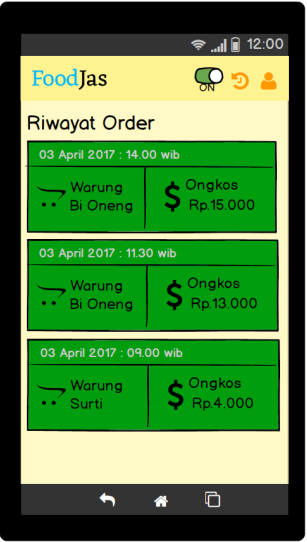 12:00
FoodJas
ON
Riwayat Order
03 April 2017 : 14.00 wib
Warung
Bi Oneng
$
Ongkos
Rp.15.000
03 April 2017 : 11.30 wib
Warung
Bi Oneng
$
Ongkos
Rp.13.000
03 April 2017 : 09.00 wib
Warung
Surti
$
Ongkos
Rp.4.000